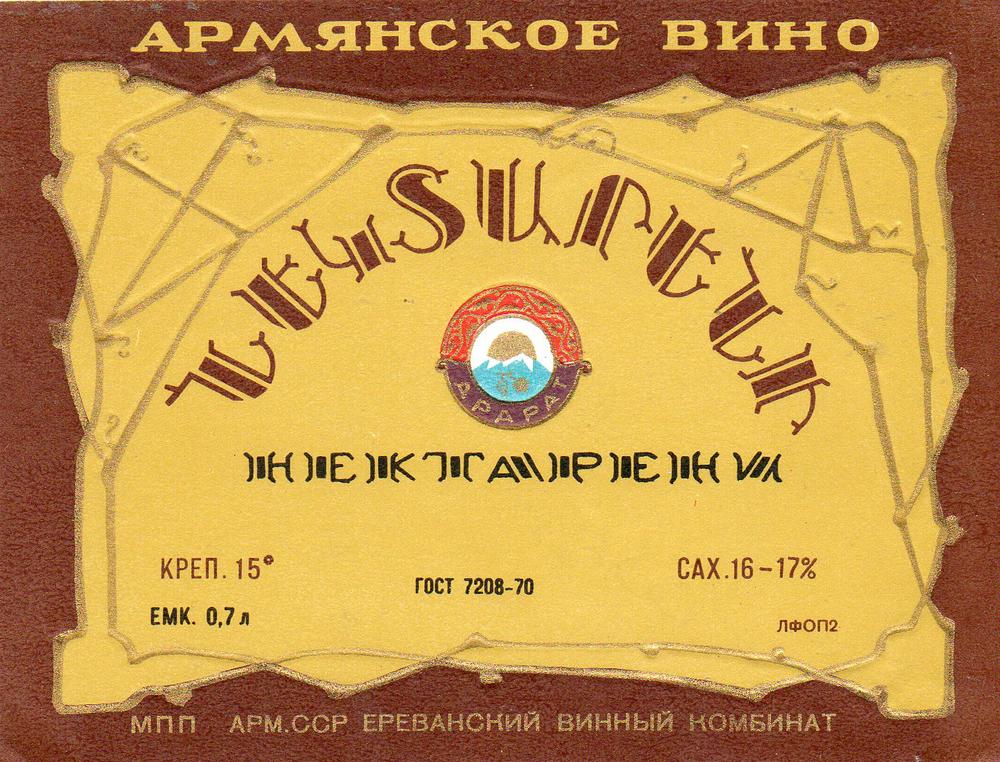 АРМЯНСКОЕ ВИНО
ՆԵԿՏԱՐԵՆԻ
АРАРАТ
НЕКТАРЕНИ
КРЕП. 15° САХ. 16-17%
ГОСТ 7208-70
ЕМК. 0,7 л
ЛФОП2
МПП АРМ.ССР ЕРЕВАНСКИЙ ВИННЫЙ КОМБИНАТ